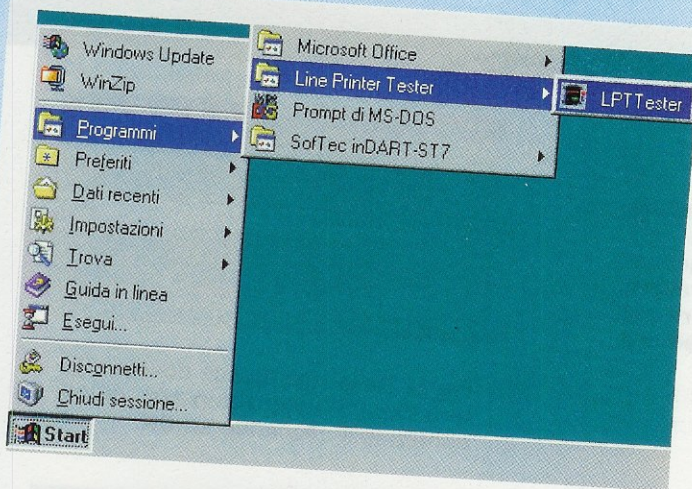 Windows Update
WinZip
Programmi
Preferiti
Dati recenti
Impostazioni
Trova
Guida in linea
Esegui...
Disconnetti...
Chiudi sessione...
Start
Microsoft Office
Line Printer Tester
Prompt di MS-DOS
SofTec inDART-ST7
LPTTester